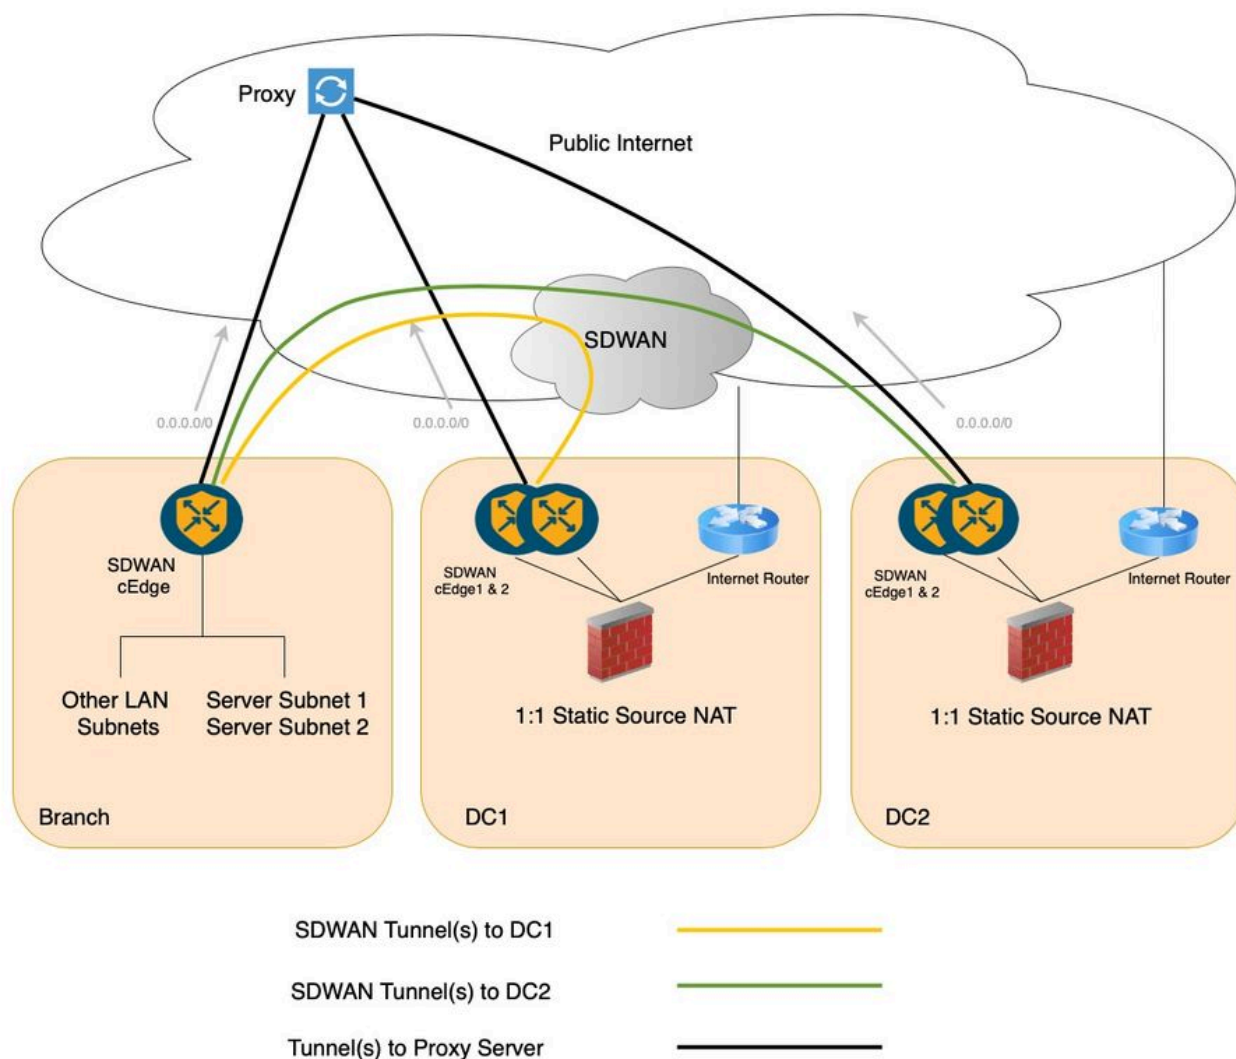 Proxy
Public Internet
SDWAN
0.0.0.0/0
0.0.0.0/0
0.0.0.0/0
SDWAN
cEdge
Other LAN
Subnets
Server Subnet 1
Server Subnet 2
Branch
SDWAN
cEdge1 & 2
Internet Router
1:1 Static Source NAT
DC1
SDWAN
cEdge1 & 2
Internet Router
1:1 Static Source NAT
DC2
SDWAN Tunnel(s) to DC1
SDWAN Tunnel(s) to DC2
Tunnel(s) to Proxy Server